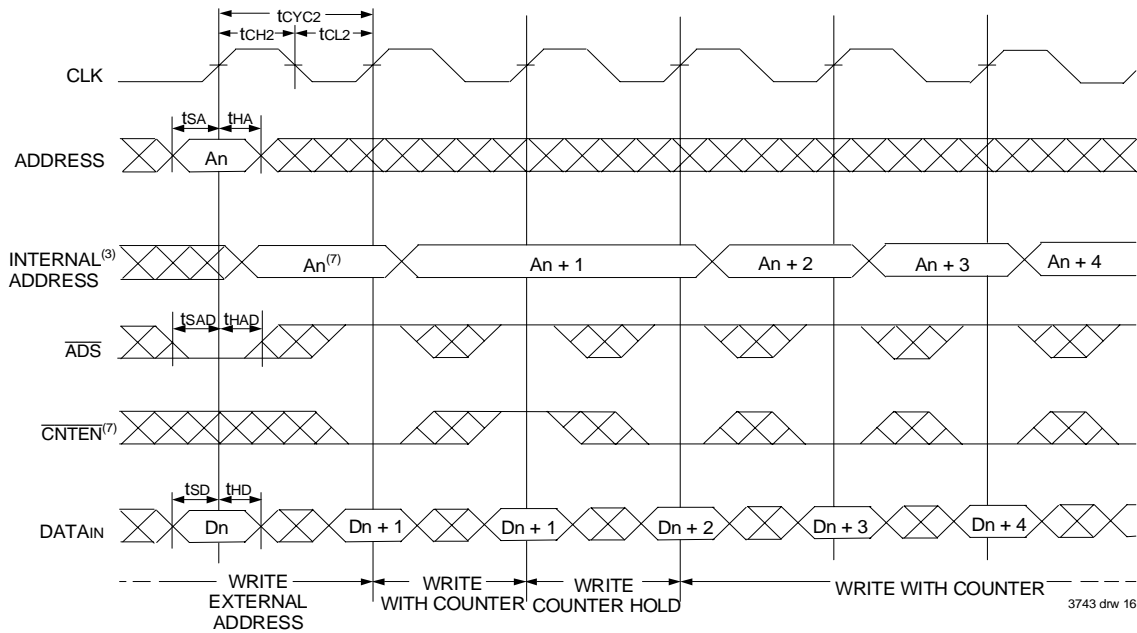 tCYC2
tCH2 tCL2
CLK
tSA tHA
ADDRESS An
INTERNAL(3) ADDRESS An(7) An + 1 An + 2 An + 3 An + 4
tSAD tHAD
ADS
CNTEN(7)
tSD tHD
DATAIN Dn Dn + 1 Dn + 1 Dn + 2 Dn + 3 Dn + 4
WRITE EXTERNAL ADDRESS
WRITE WITH COUNTER
WRITE COUNTER HOLD
WRITE WITH COUNTER
3743 drw 16